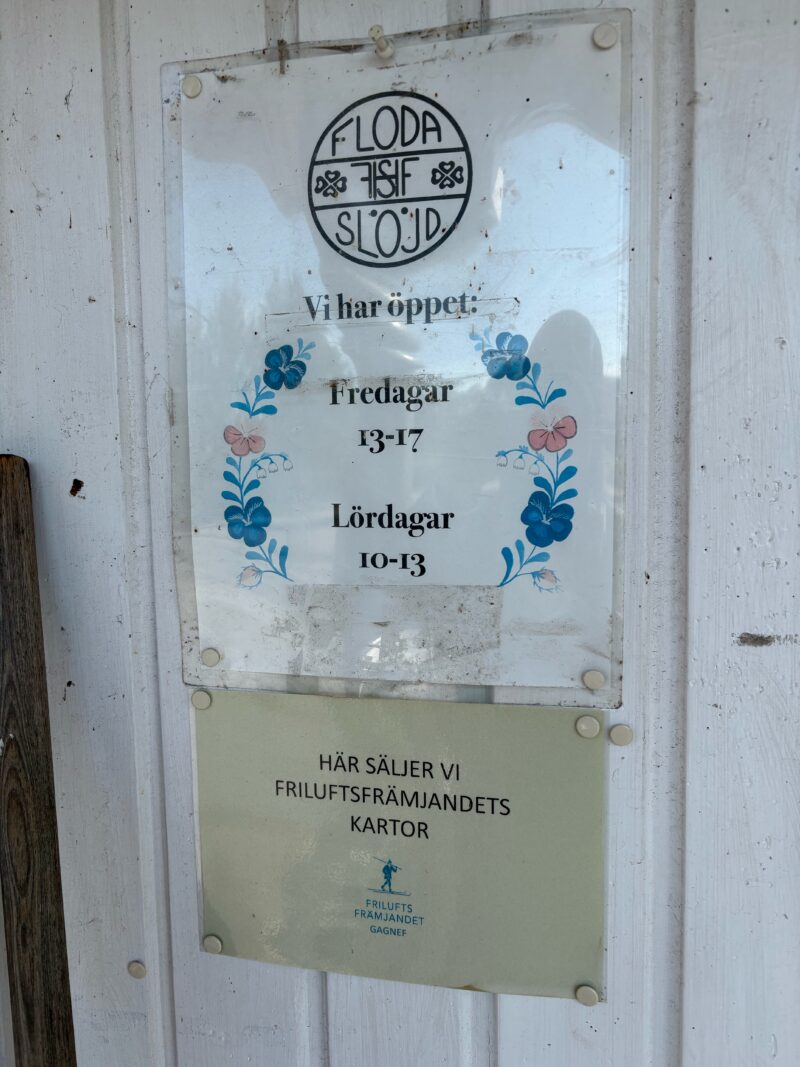 FLODA
FSHF
SLÖJD.
Vi har öppet:
Fredagar
13-17
Lördagar
10-13
HÄR SÄLJER VI
FRILUFTSFRÄMJANDETS
KARTOR
FRILUFTS
FRÄMJANDET
GAGNEF